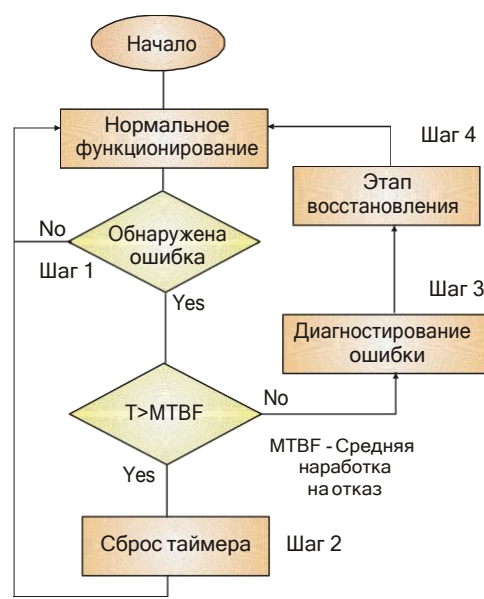 Начало
Нормальное
функционирование
Шаг 4
Этап
восстановления
No
Обнаружена
ошибка
Шаг 1
Yes
Шаг 3
Диагностирование
ошибки
T>MTBF
No
MTBF - Средняя
наработка
на отказ
Yes
Сброс таймера
Шаг 2